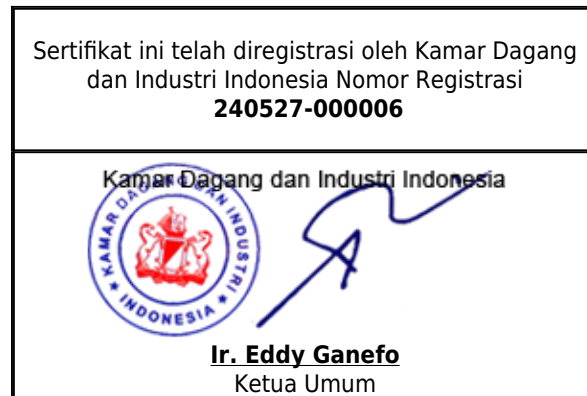 Sertifikat ini telah diregistrasi oleh Kamar Dagang
dan Industri Indonesia Nomor Registrasi
240527-000006
Kamar Dagang dan Industri Indonesia
KAMAR DAGANG DAN INDUSTRI
INDONESIA
Ir. Eddy Ganefo
Ketua Umum